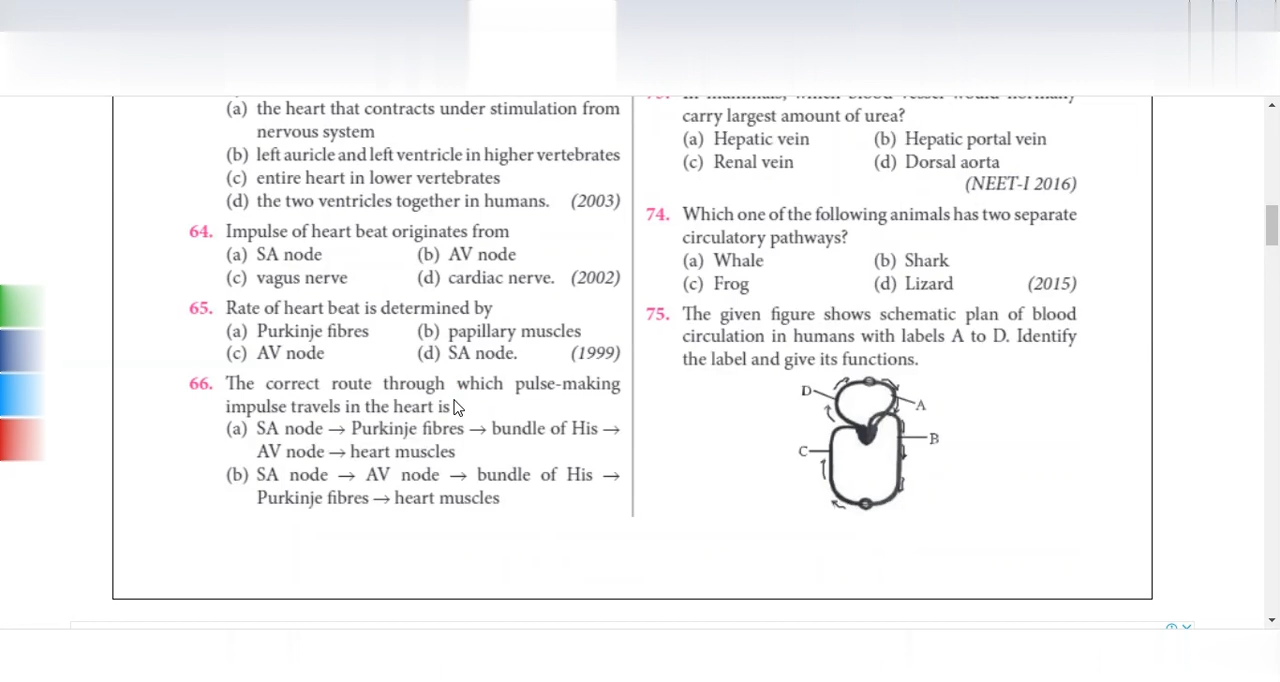 (a) the heart that contracts under stimulation from
nervous system
(b) left auricle and left ventricle in higher vertebrates
(c) entire heart in lower vertebrates
(d) the two ventricles together in humans. (2003)
64. Impulse of heart beat originates from
(a) SA node (b) AV node
(c) vagus nerve (d) cardiac nerve. (2002)
65. Rate of heart beat is determined by
(a) Purkinje fibres (b) papillary muscles
(c) AV node (d) SA node. (1999)
66. The correct route through which pulse-making
impulse travels in the heart is
(a) SA node → Purkinje fibres → bundle of His →
AV node → heart muscles
(b) SA node → AV node → bundle of His →
Purkinje fibres → heart muscles
carry largest amount of urea?
(a) Hepatic vein (b) Hepatic portal vein
(c) Renal vein (d) Dorsal aorta
(NEET-I 2016)
74. Which one of the following animals has two separate
circulatory pathways?
(a) Whale (b) Shark
(c) Frog (d) Lizard (2015)
75. The given figure shows schematic plan of blood
circulation in humans with labels A to D. Identify
the label and give its functions.
D
A
B
C